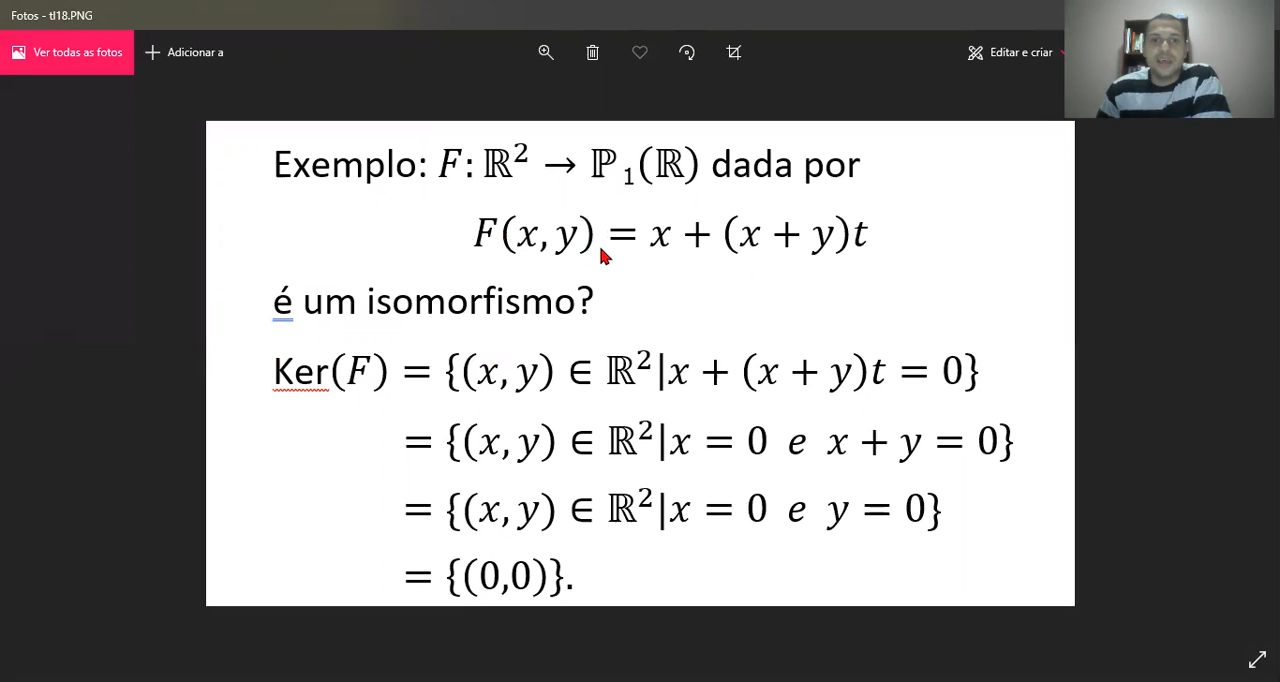 Fotos - tl18.PNG
Ver todas as fotos
Adicionar a
Editar e criar
Exemplo: F: ℝ² → ℙ₁(ℝ) dada por
F(x, y) = x + (x + y)t
é um isomorfismo?
Ker(F) = {(x, y) ∈ ℝ²|x + (x + y)t = 0}
= {(x, y) ∈ ℝ²|x = 0 e x + y = 0}
= {(x, y) ∈ ℝ²|x = 0 e y = 0}
= {(0,0)}.